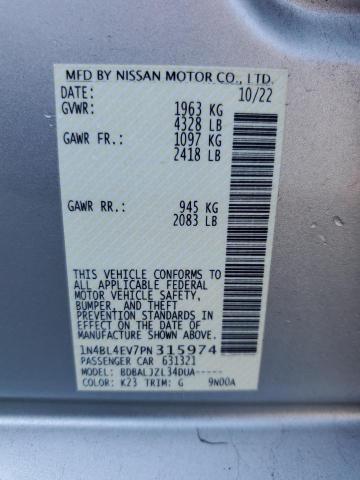 MFD BY NISSAN MOTOR CO., LTD.
DATE: 10/22
GVWR: 1963 KG
4328 LB
GAWR FR.: 1097 KG
2418 LB
GAWR RR.: 945 KG
2083 LB
THIS VEHICLE CONFORMS TO
ALL APPLICABLE FEDERAL
MOTOR VEHICLE SAFETY,
BUMPER, AND THEFT
PREVENTION STANDARDS IN
EFFECT ON THE DATE OF
MANUFACTURE SHOWN ABOVE.
1N4BL4EV7PN315974
PASSENGER CAR 631321
MODEL: BDBALJZL34DUA-----
COLOR: K23 TRIM: G 9N00A